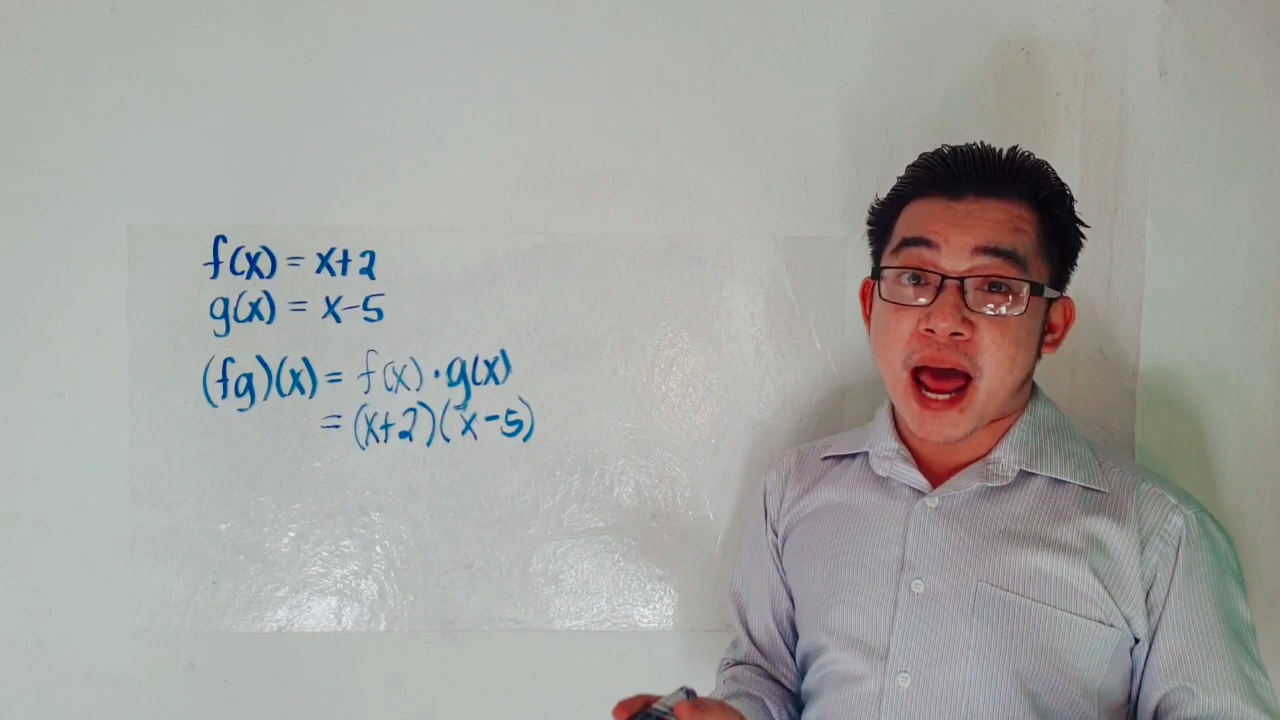 f(x) = x+2
g(x) = x-5
(fg)(x) = f(x) · g(x)
= (x+2)(x-5)